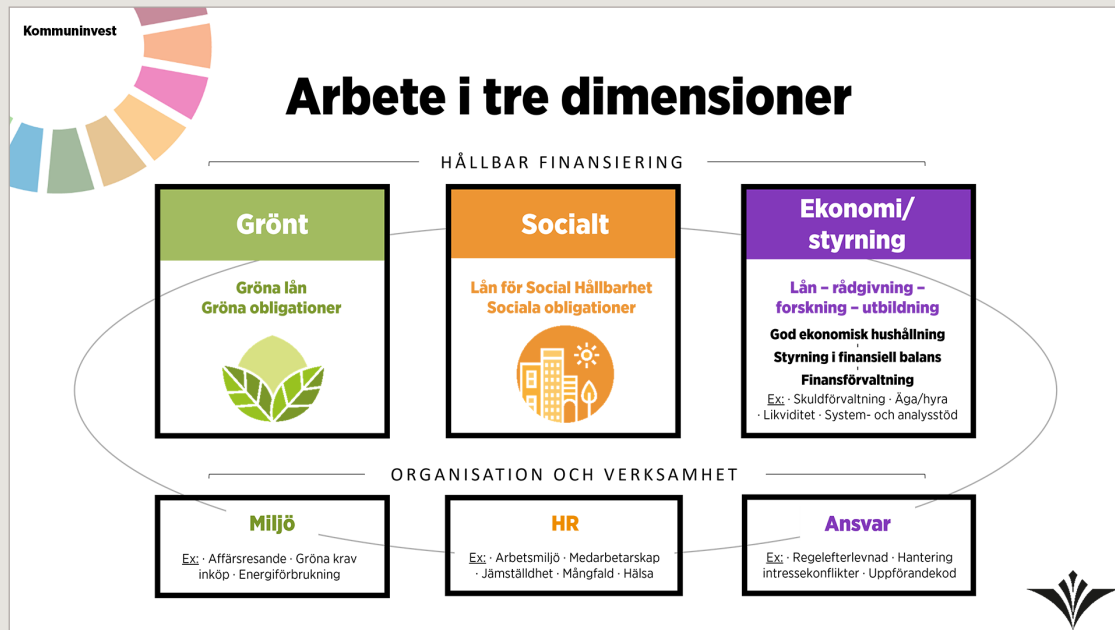 Kommuninvest
Arbete i tre dimensioner
HÅLLBAR FINANSIERING
Grönt
Gröna lån
Gröna obligationer
Socialt
Lån för Social Hållbarhet
Sociala obligationer
Ekonomi/
styrning
Lån – rådgivning –
forskning – utbildning
God ekonomisk hushållning
Styrning i finansiell balans
Finansförvaltning
Ex: · Skuldförvaltning · Äga/hyra
· Likviditet · System- och analysstöd
ORGANISATION OCH VERKSAMHET
Miljö
Ex: · Affärsresande · Gröna krav
inköp · Energiförbrukning
HR
Ex: · Arbetsmiljö · Medarbetarskap
· Jämställdhet · Mångfald · Hälsa
Ansvar
Ex: · Regelefterlevnad · Hantering
intressekonflikter · Uppförandekod